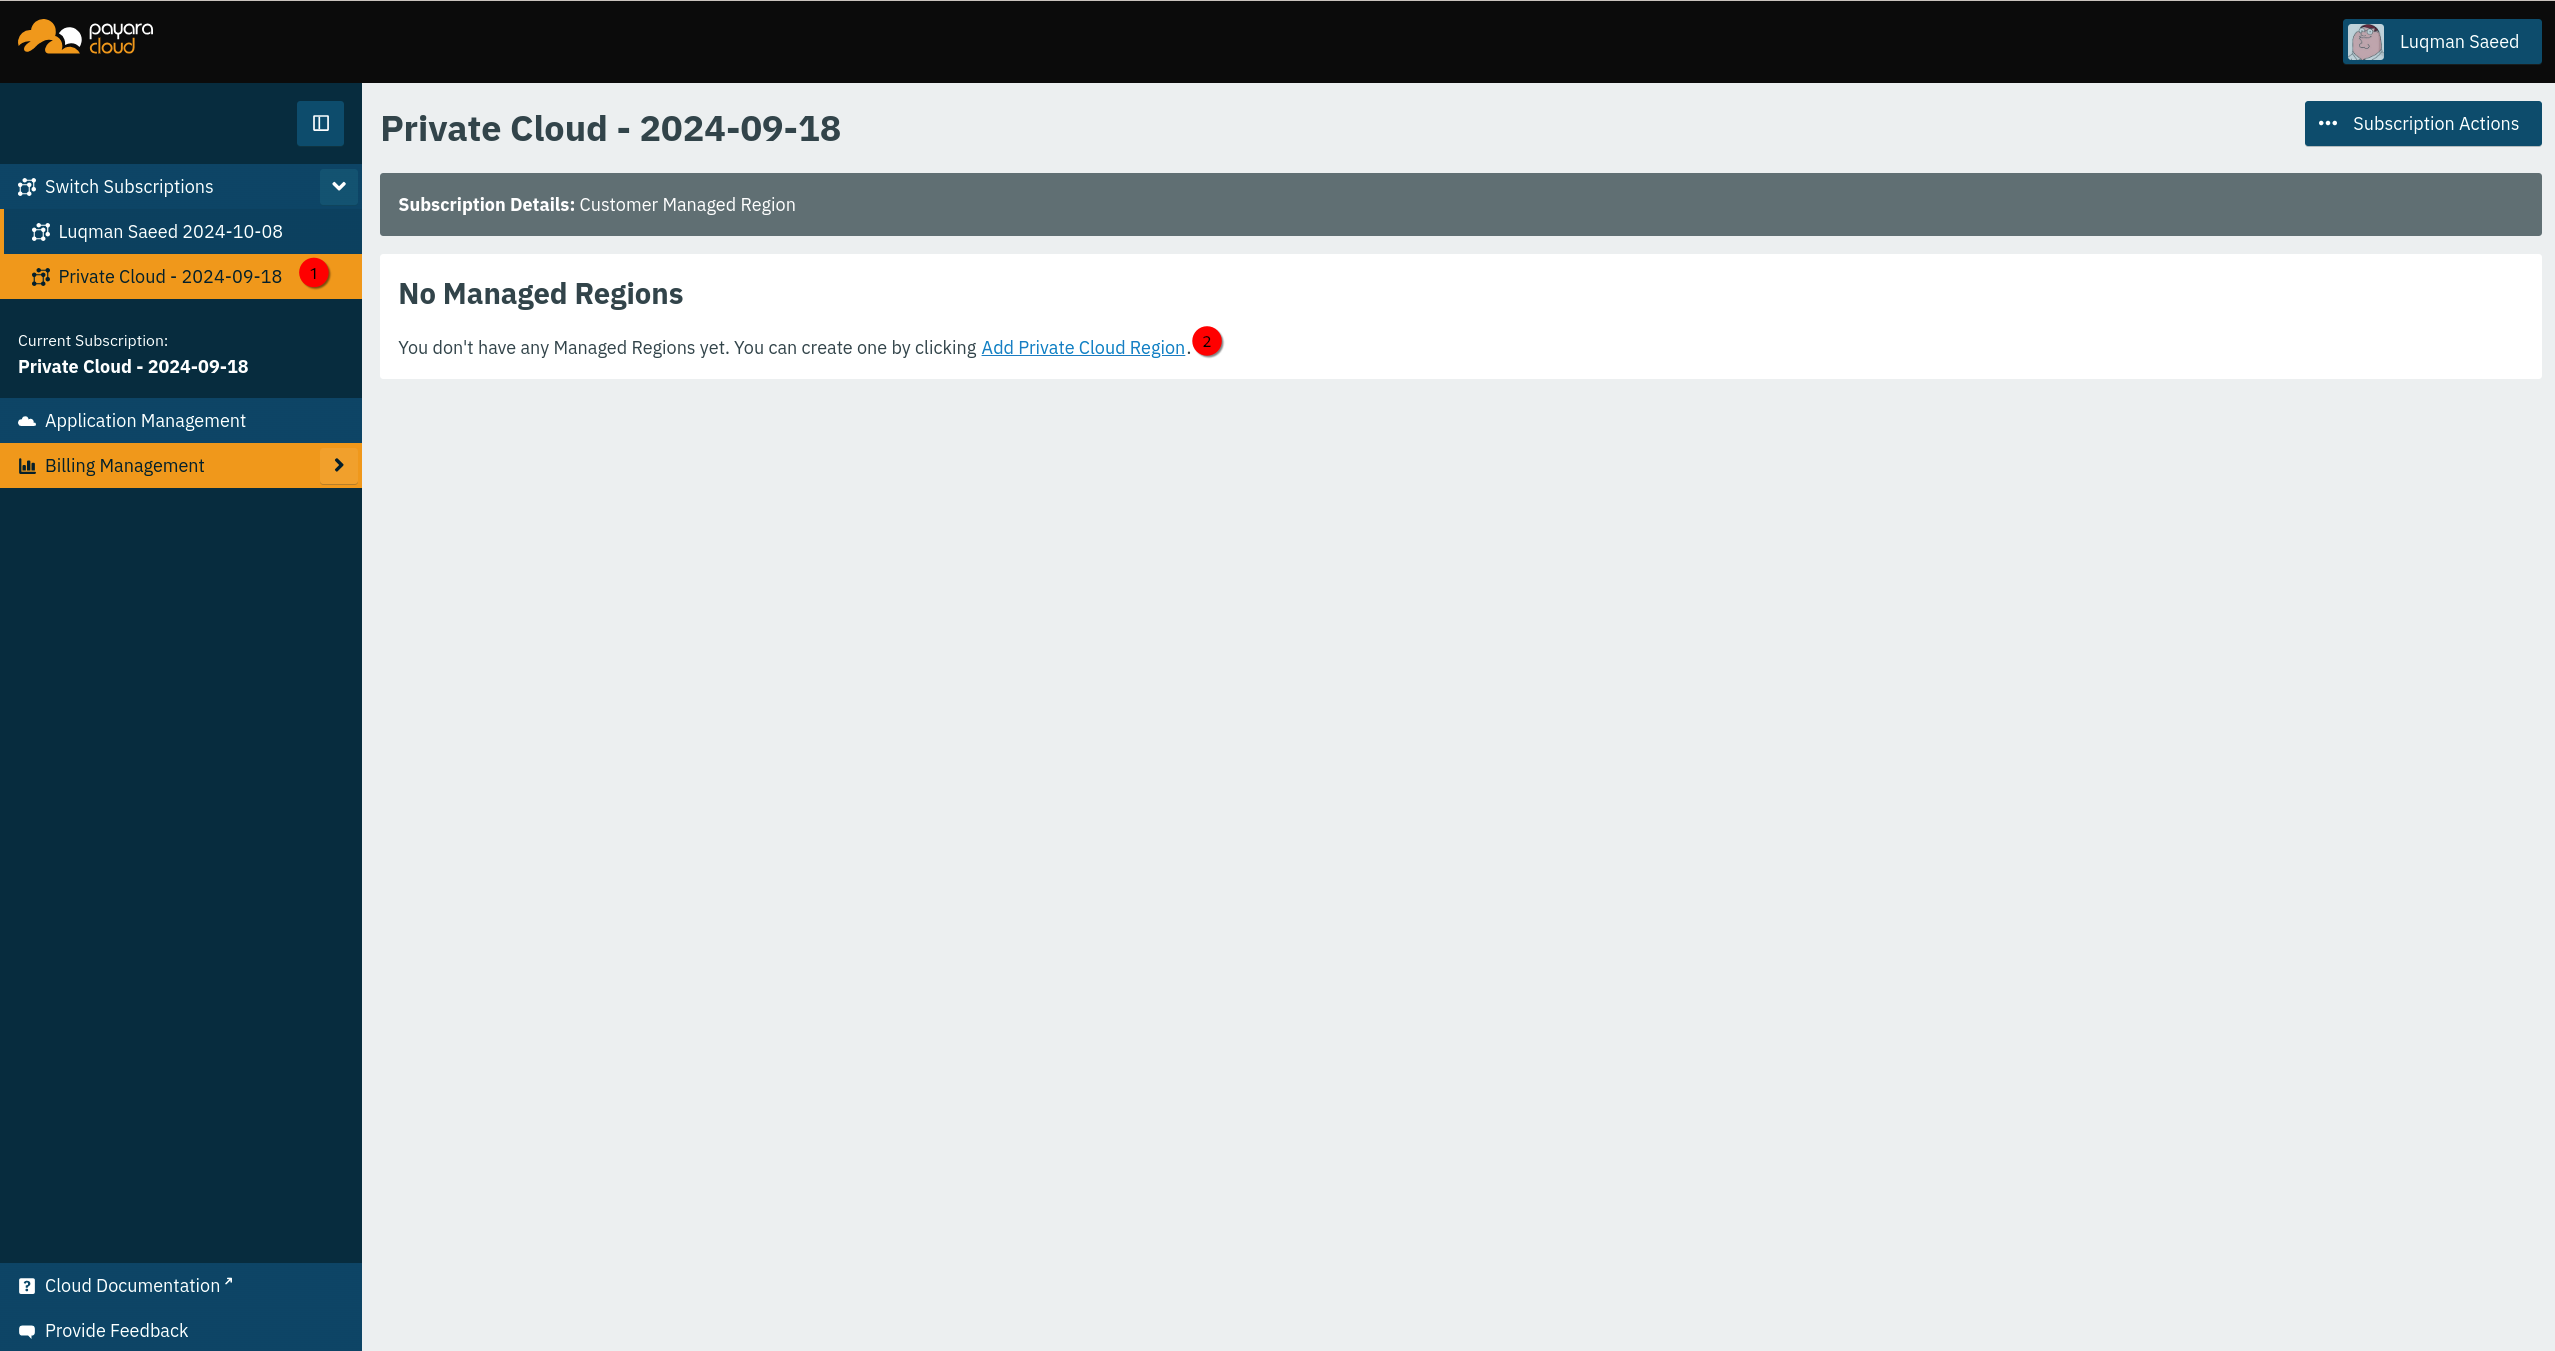 payara
cloud
Luqman Saeed
Private Cloud - 2024-09-18
Subscription Actions
Switch Subscriptions
Luqman Saeed 2024-10-08
Private Cloud - 2024-09-18
1
Subscription Details: Customer Managed Region
No Managed Regions
You don't have any Managed Regions yet. You can create one by clicking Add Private Cloud Region.
2
Current Subscription:
Private Cloud - 2024-09-18
Application Management
Billing Management
Cloud Documentation
Provide Feedback